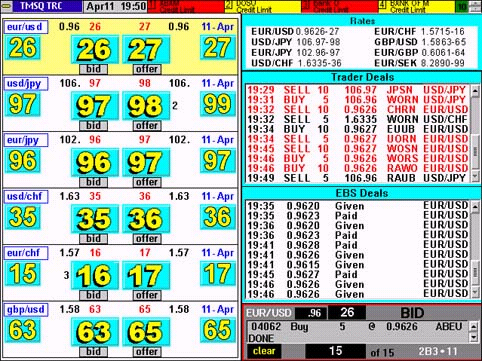 TMSQ TRC Apr11 19:50
1 Credit Limit
2 DOSU Credit Limit
3 Credit Limit
4 BANK OF M Credit Limit
10
eur/usd 0.96 26 27 0.96 11-Apr
26 26 27 27
bid offer
usd/jpy 106. 97 98 106. 11-Apr
97 97 98 2 99
bid offer
eur/jpy 102. 96 97 102. 11-Apr
96 96 97 97
bid offer
usd/chf 1.63 35 36 1.63 11-Apr
35 35 36 36
bid offer
eur/chf 1.57 16 17 1.57 11-Apr
15 3 16 17 17
bid offer
gbp/usd 1.58 63 65 1.58 11-Apr
63 63 65 65
bid offer
Rates
EUR/USD 0.9626-27 EUR/CHF 1.5715-16
USD/JPY 106.97-98 GBP/USD 1.5863-65
EUR/JPY 102.96-97 EUR/GBP 0.6061-64
USD/CHF 1.6335-36 EUR/SEK 8.2890-99
Trader Deals
19:29 SELL 10 106.97 JPSN USD/JPY
19:31 BUY 5 106.97 WORN USD/JPY
19:32 SELL 10 0.9626 CHRN EUR/USD
19:32 SELL 5 1.6335 WORN USD/CHF
19:34 BUY 10 0.9627 EUUB EUR/USD
19:34 SELL 5 0.9627 UORN EUR/USD
19:45 SELL 10 0.9627 WOSN EUR/USD
19:46 BUY 5 0.9626 WORS EUR/USD
19:46 BUY 10 0.9626 RAWO EUR/USD
19:49 SELL 5 106.96 RAUB USD/JPY
EBS Deals
19:35 0.9620 Given EUR/USD
19:35 0.9623 Paid EUR/USD
19:36 0.9620 Given EUR/USD
19:36 0.9623 Paid EUR/USD
19:41 0.9628 Given EUR/USD
19:41 0.9626 Given EUR/USD
19:41 0.9615 Given EUR/USD
19:45 0.9627 Paid EUR/USD
19:46 0.9626 Given EUR/USD
19:46 0.9626 Given EUR/USD
EUR/USD .96 26 BID
04062 Buy 5 @ 0.9626 ABEU
DONE
clear 15 of 15 2B3•11